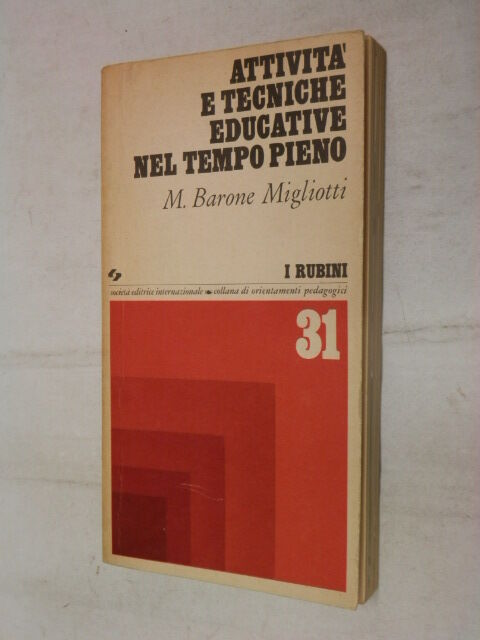 ATTIVITA'
E TECNICHE
EDUCATIVE
NEL TEMPO PIENO
M. Barone Migliotti
I RUBINI
società editrice internazionale collana di orientamenti pedagogici
31